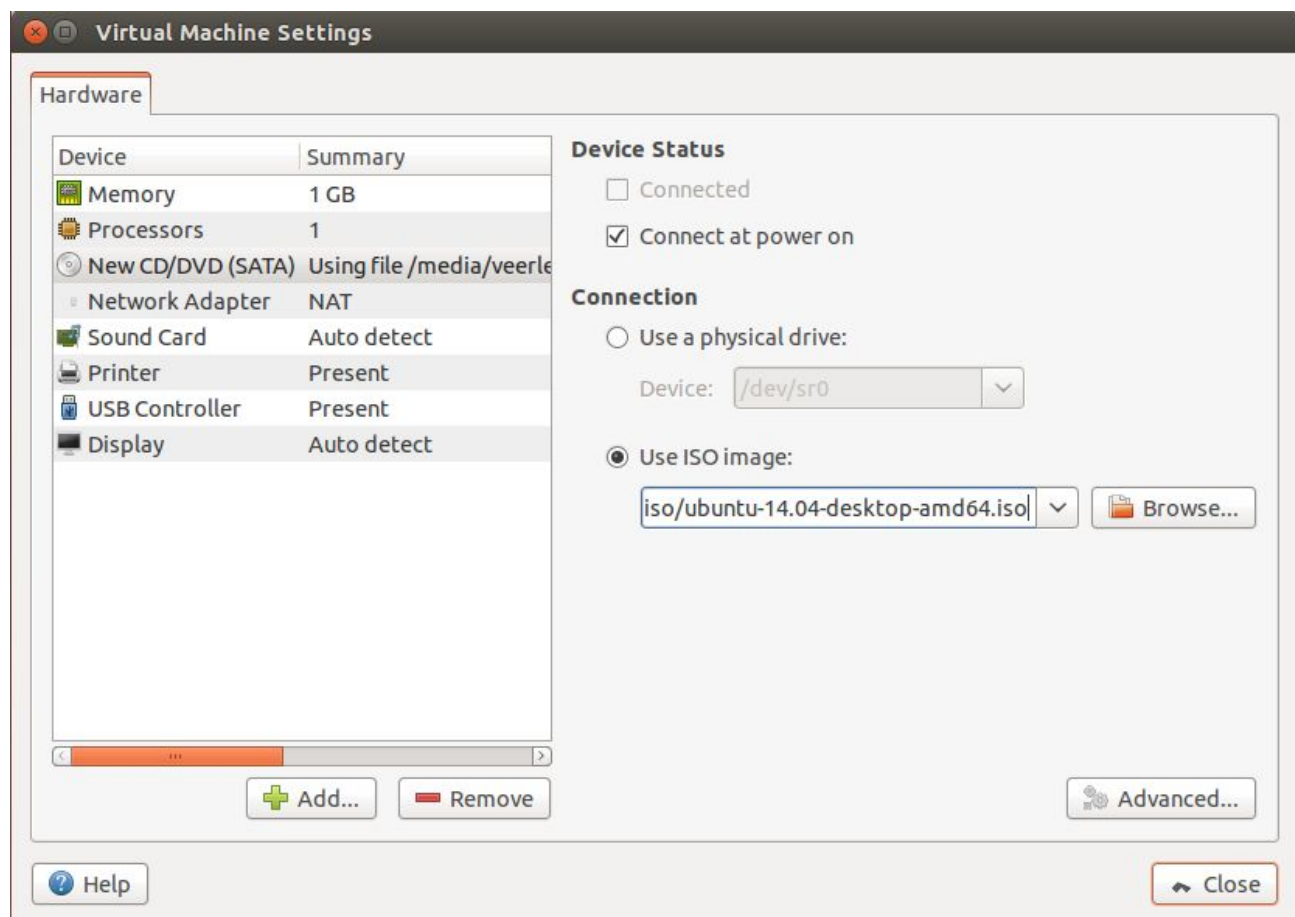 Virtual Machine Settings
Hardware
Device Summary
Memory 1 GB
Processors 1
New CD/DVD (SATA) Using file /media/veerle
Network Adapter NAT
Sound Card Auto detect
Printer Present
USB Controller Present
Display Auto detect
Add... Remove
Device Status
Connected
Connect at power on
Connection
Use a physical drive:
Device: /dev/sr0
Use ISO image:
iso/ubuntu-14.04-desktop-amd64.iso Browse...
Advanced...
Help Close